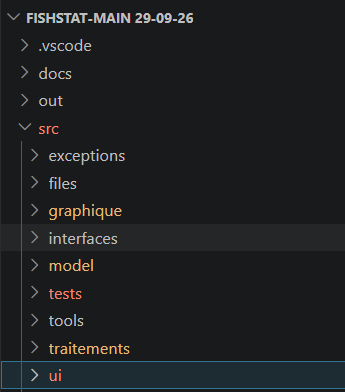 FISHSTAT-MAIN 29-09-26
.vscode
docs
out
src
exceptions
files
graphique
interfaces
model
tests
tools
traitements
ui